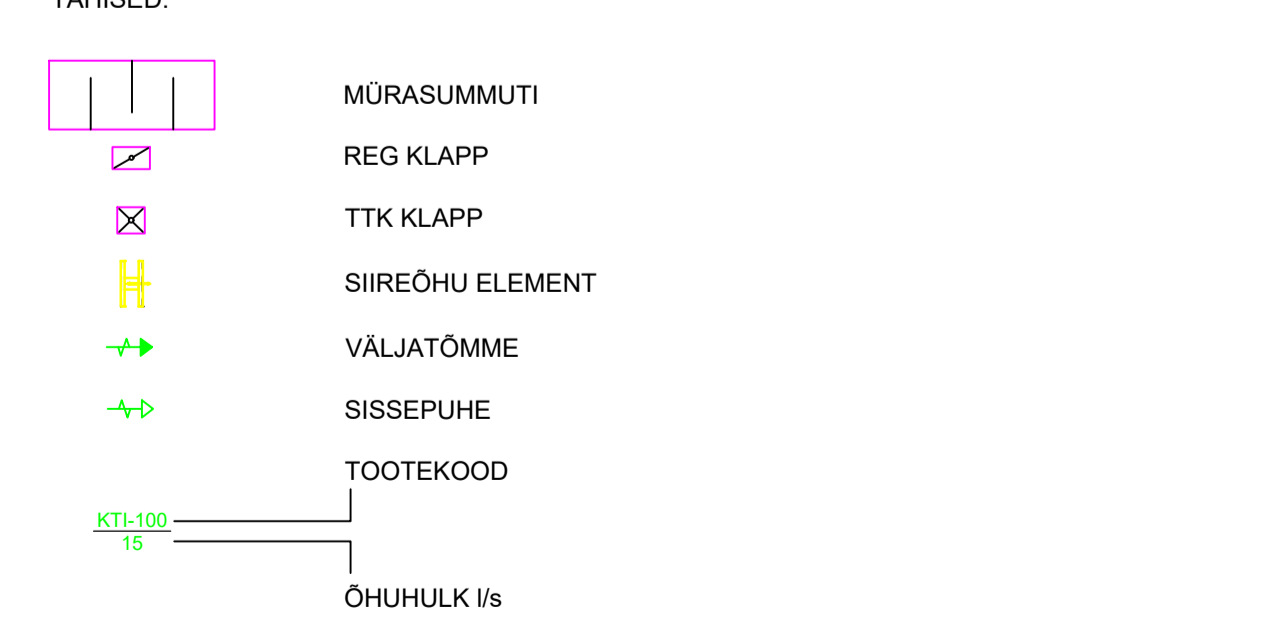 TÄHISED:
MÜRASUMMUTI
REG KLAPP
TTK KLAPP
SIIREÕHU ELEMENT
VÄLJATÕMME
SISSEPUHE
TOOTEKOOD
KTI-100
15
ÕHUHULK l/s